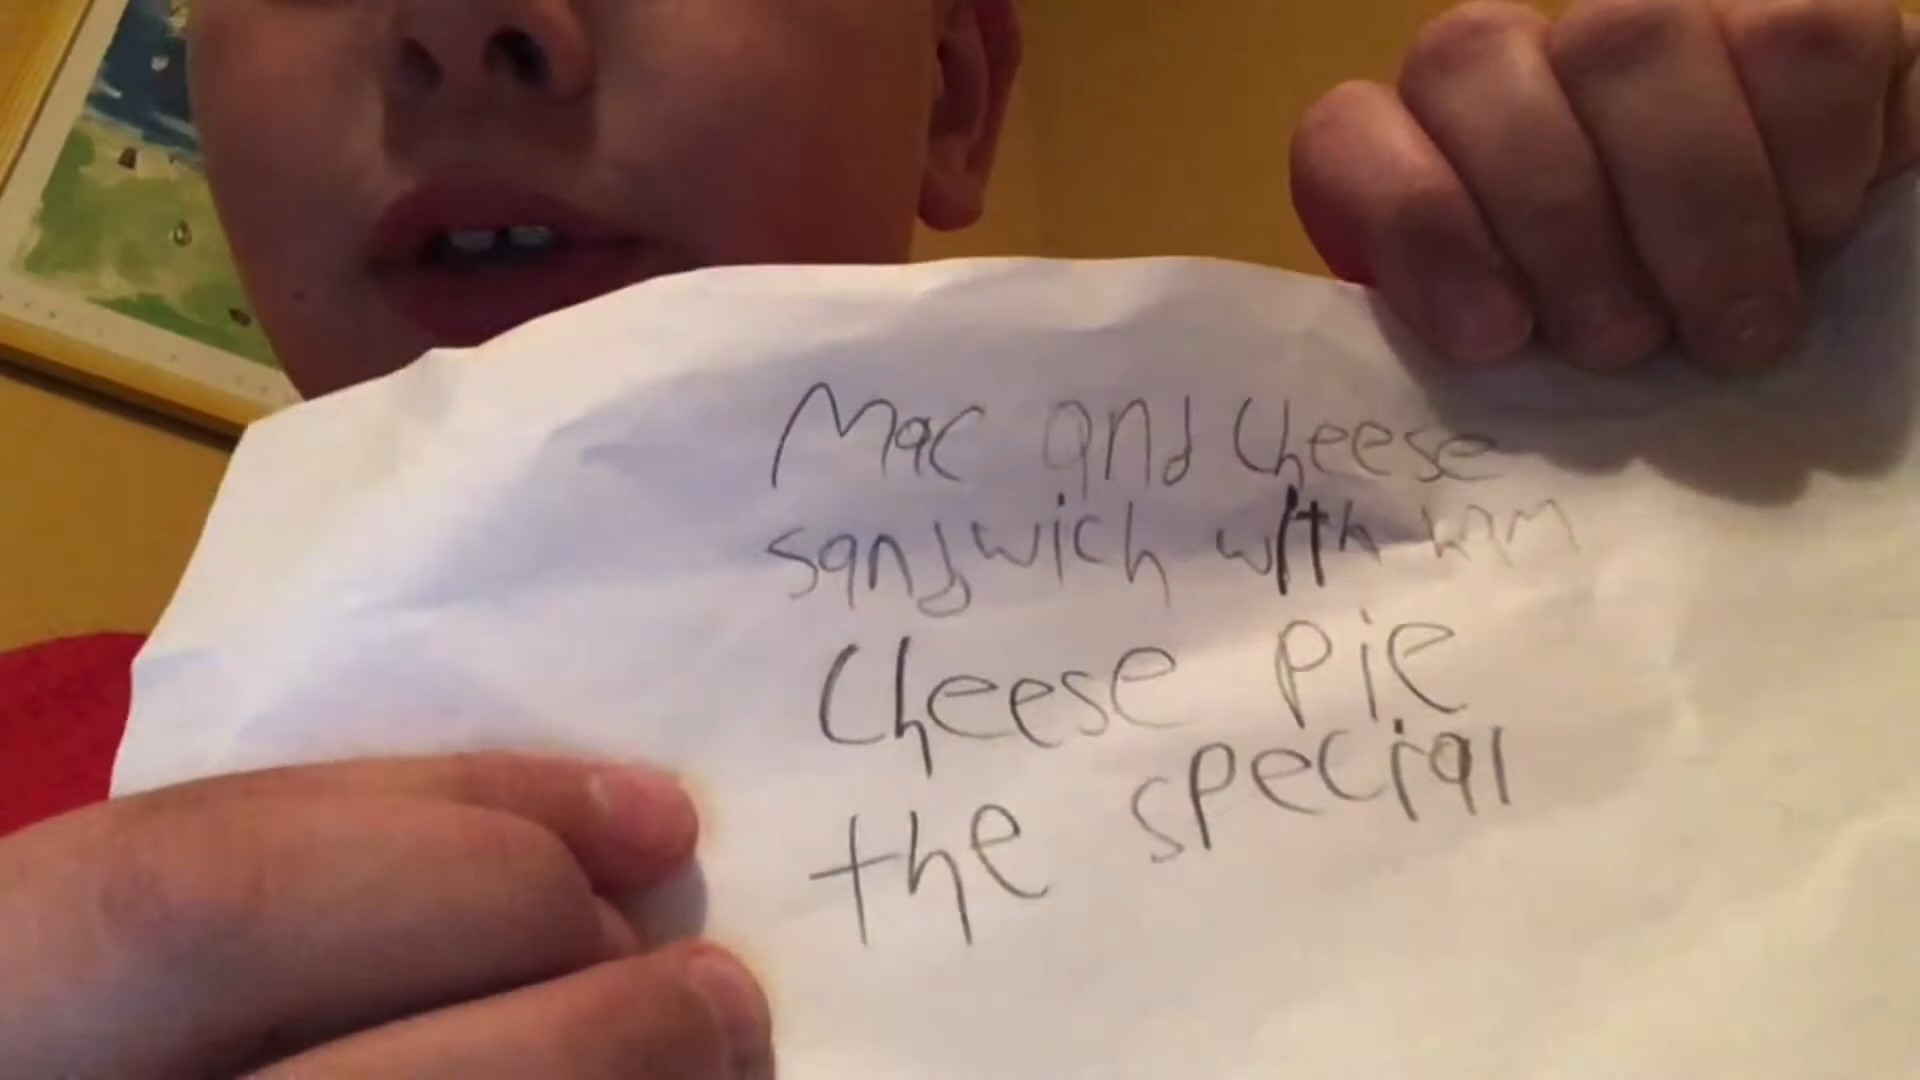 Mac and cheese
sandwich with
Cheese Pie
the special